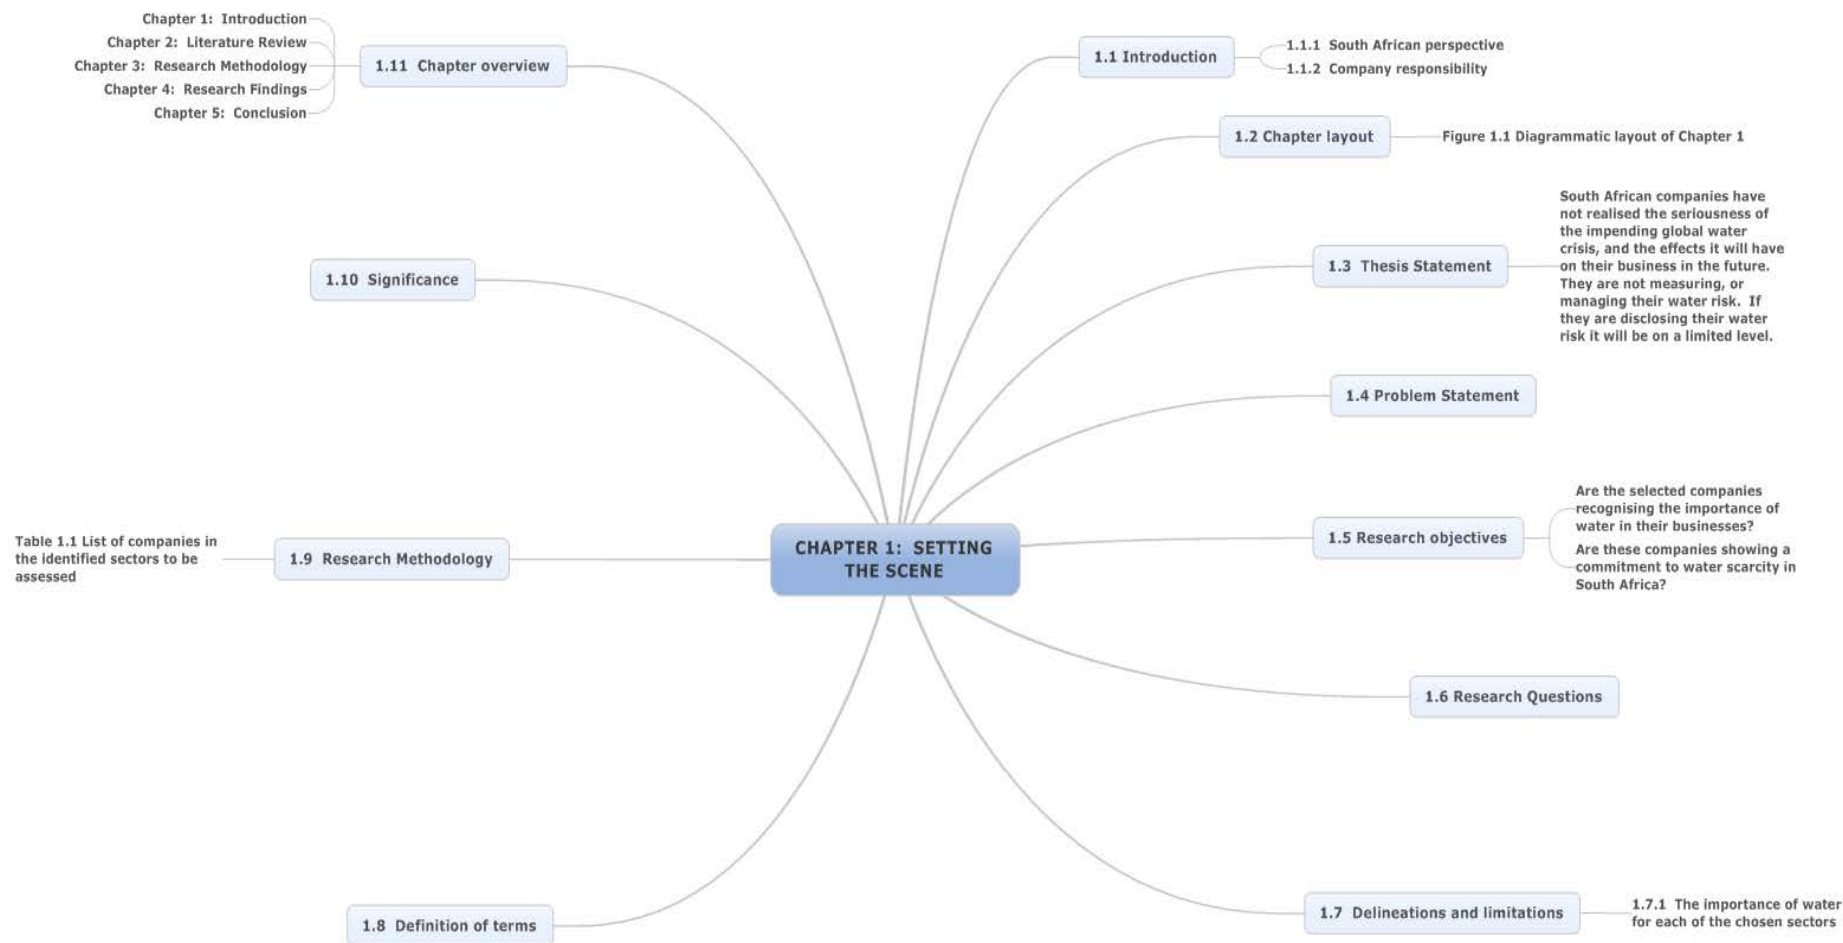 CHAPTER 1:  SETTING
THE SCENE
1.1 Introduction
1.1.1  South African perspective
1.1.2  Company responsibility
1.2 Chapter layout
Figure 1.1 Diagrammatic layout of Chapter 1
1.3  Thesis Statement
South African companies have
not realised the seriousness of
the impending global water
crisis, and the effects it will have
on their business in the future.
They are not measuring, or
managing their water risk.  If
they are disclosing their water
risk it will be on a limited level.
1.4 Problem Statement
1.5 Research objectives
Are the selected companies
recognising the importance of
water in their businesses?
Are these companies showing a
commitment to water scarcity in
South Africa?
1.6 Research Questions
1.7  Delineations and limitations
1.7.1  The importance of water
for each of the chosen sectors
1.8  Definition of terms
1.9  Research Methodology
Table 1.1 List of companies in
the identified sectors to be
assessed
1.10  Significance
1.11  Chapter overview
Chapter 1:  Introduction
Chapter 2:  Literature Review
Chapter 3:  Research Methodology
Chapter 4:  Research Findings
Chapter 5:  Conclusion